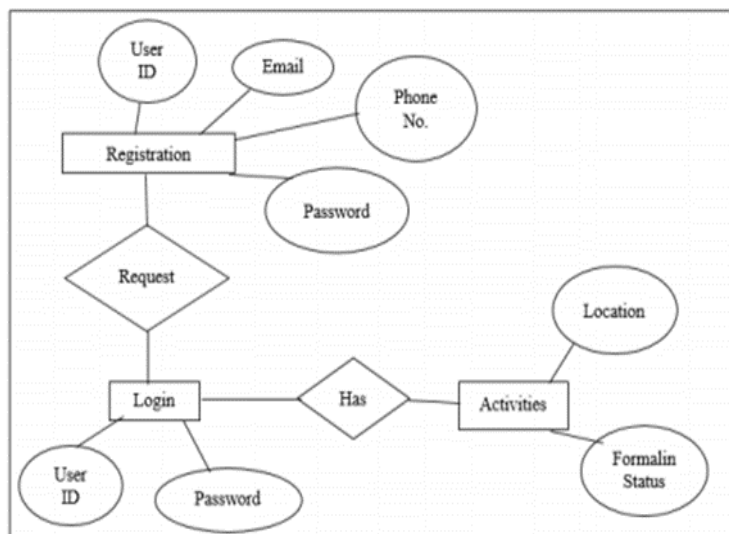 User
ID
Email
Phone
No.
Registration
Password
Request
Location
Login
Has
Activities
User
ID
Password
Formalin
Status